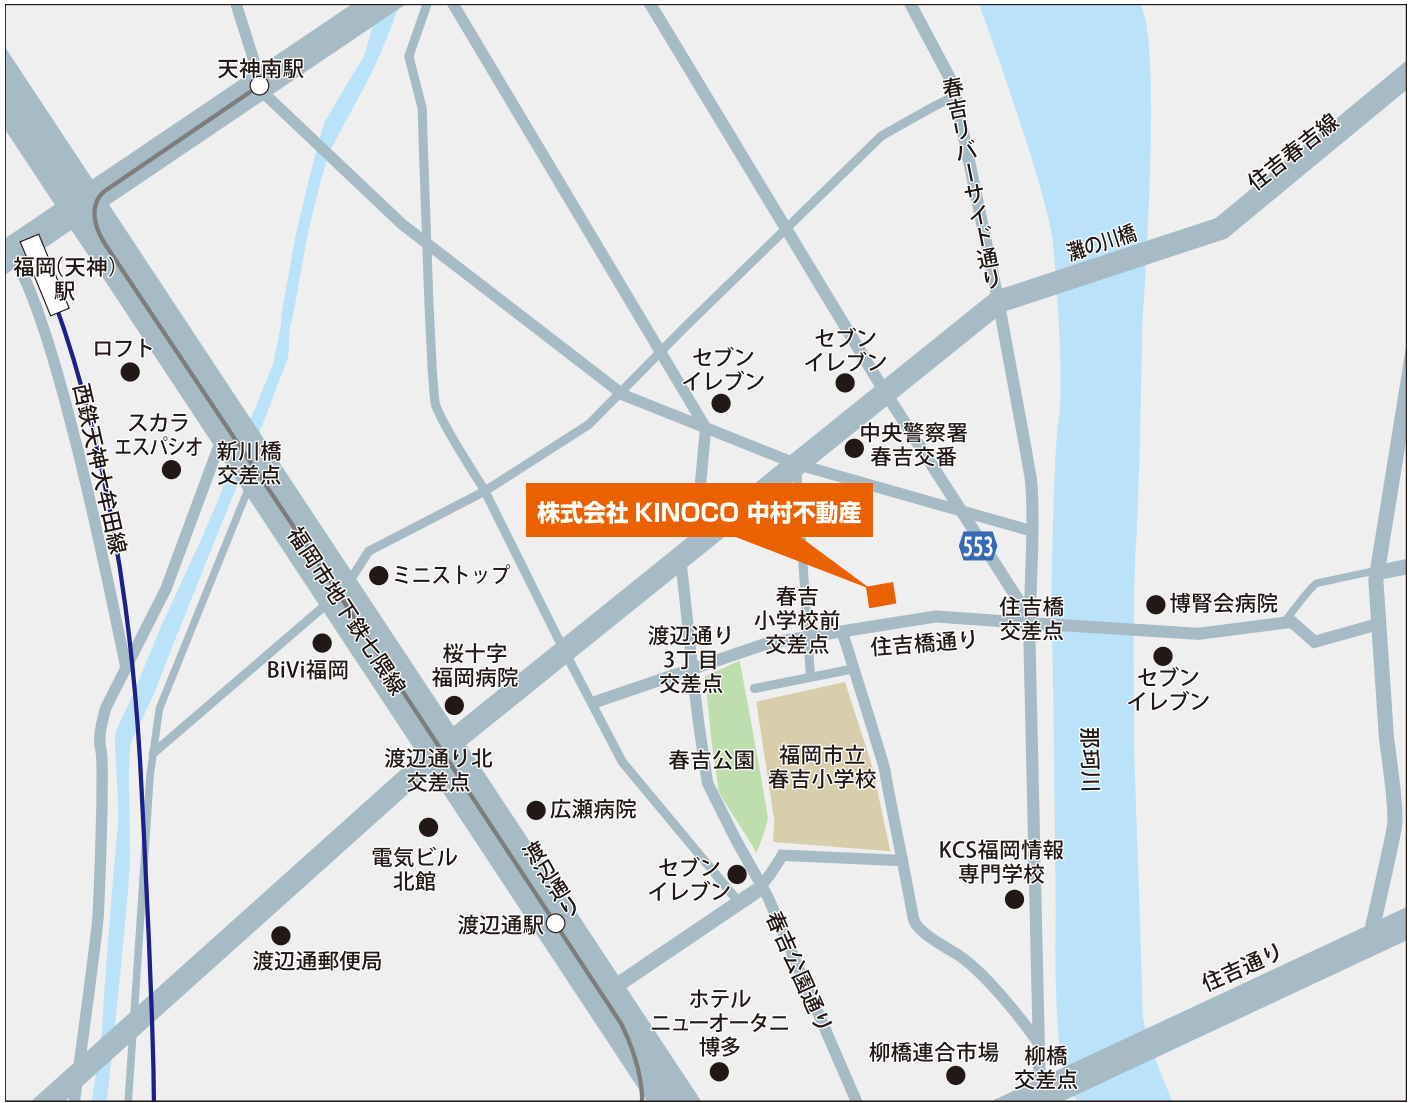 天神南駅
春吉リバーサイド通り
住吉春吉線
灘の川橋
福岡(天神)
駅
ロフト
西鉄天神大牟田線
スカラ
エスパシオ
新川橋
交差点
セブン
イレブン
セブン
イレブン
中央警察署
春吉交番
株式会社 KINOCO 中村不動産
553
福岡市地下鉄七隈線
ミニストップ
春吉
小学校前
交差点
住吉橋
交差点
博腎会病院
BiVi福岡
桜十字
福岡病院
渡辺通り
3丁目
交差点
住吉橋通り
セブン
イレブン
渡辺通り北
交差点
春吉公園
福岡市立
春吉小学校
那珂川
広瀬病院
電気ビル
北館
渡辺通り
セブン
イレブン
KCS福岡情報
専門学校
渡辺通駅
渡辺通郵便局
春吉公園通り
住吉通り
ホテル
ニューオータニ
博多
柳橋連合市場
柳橋
交差点